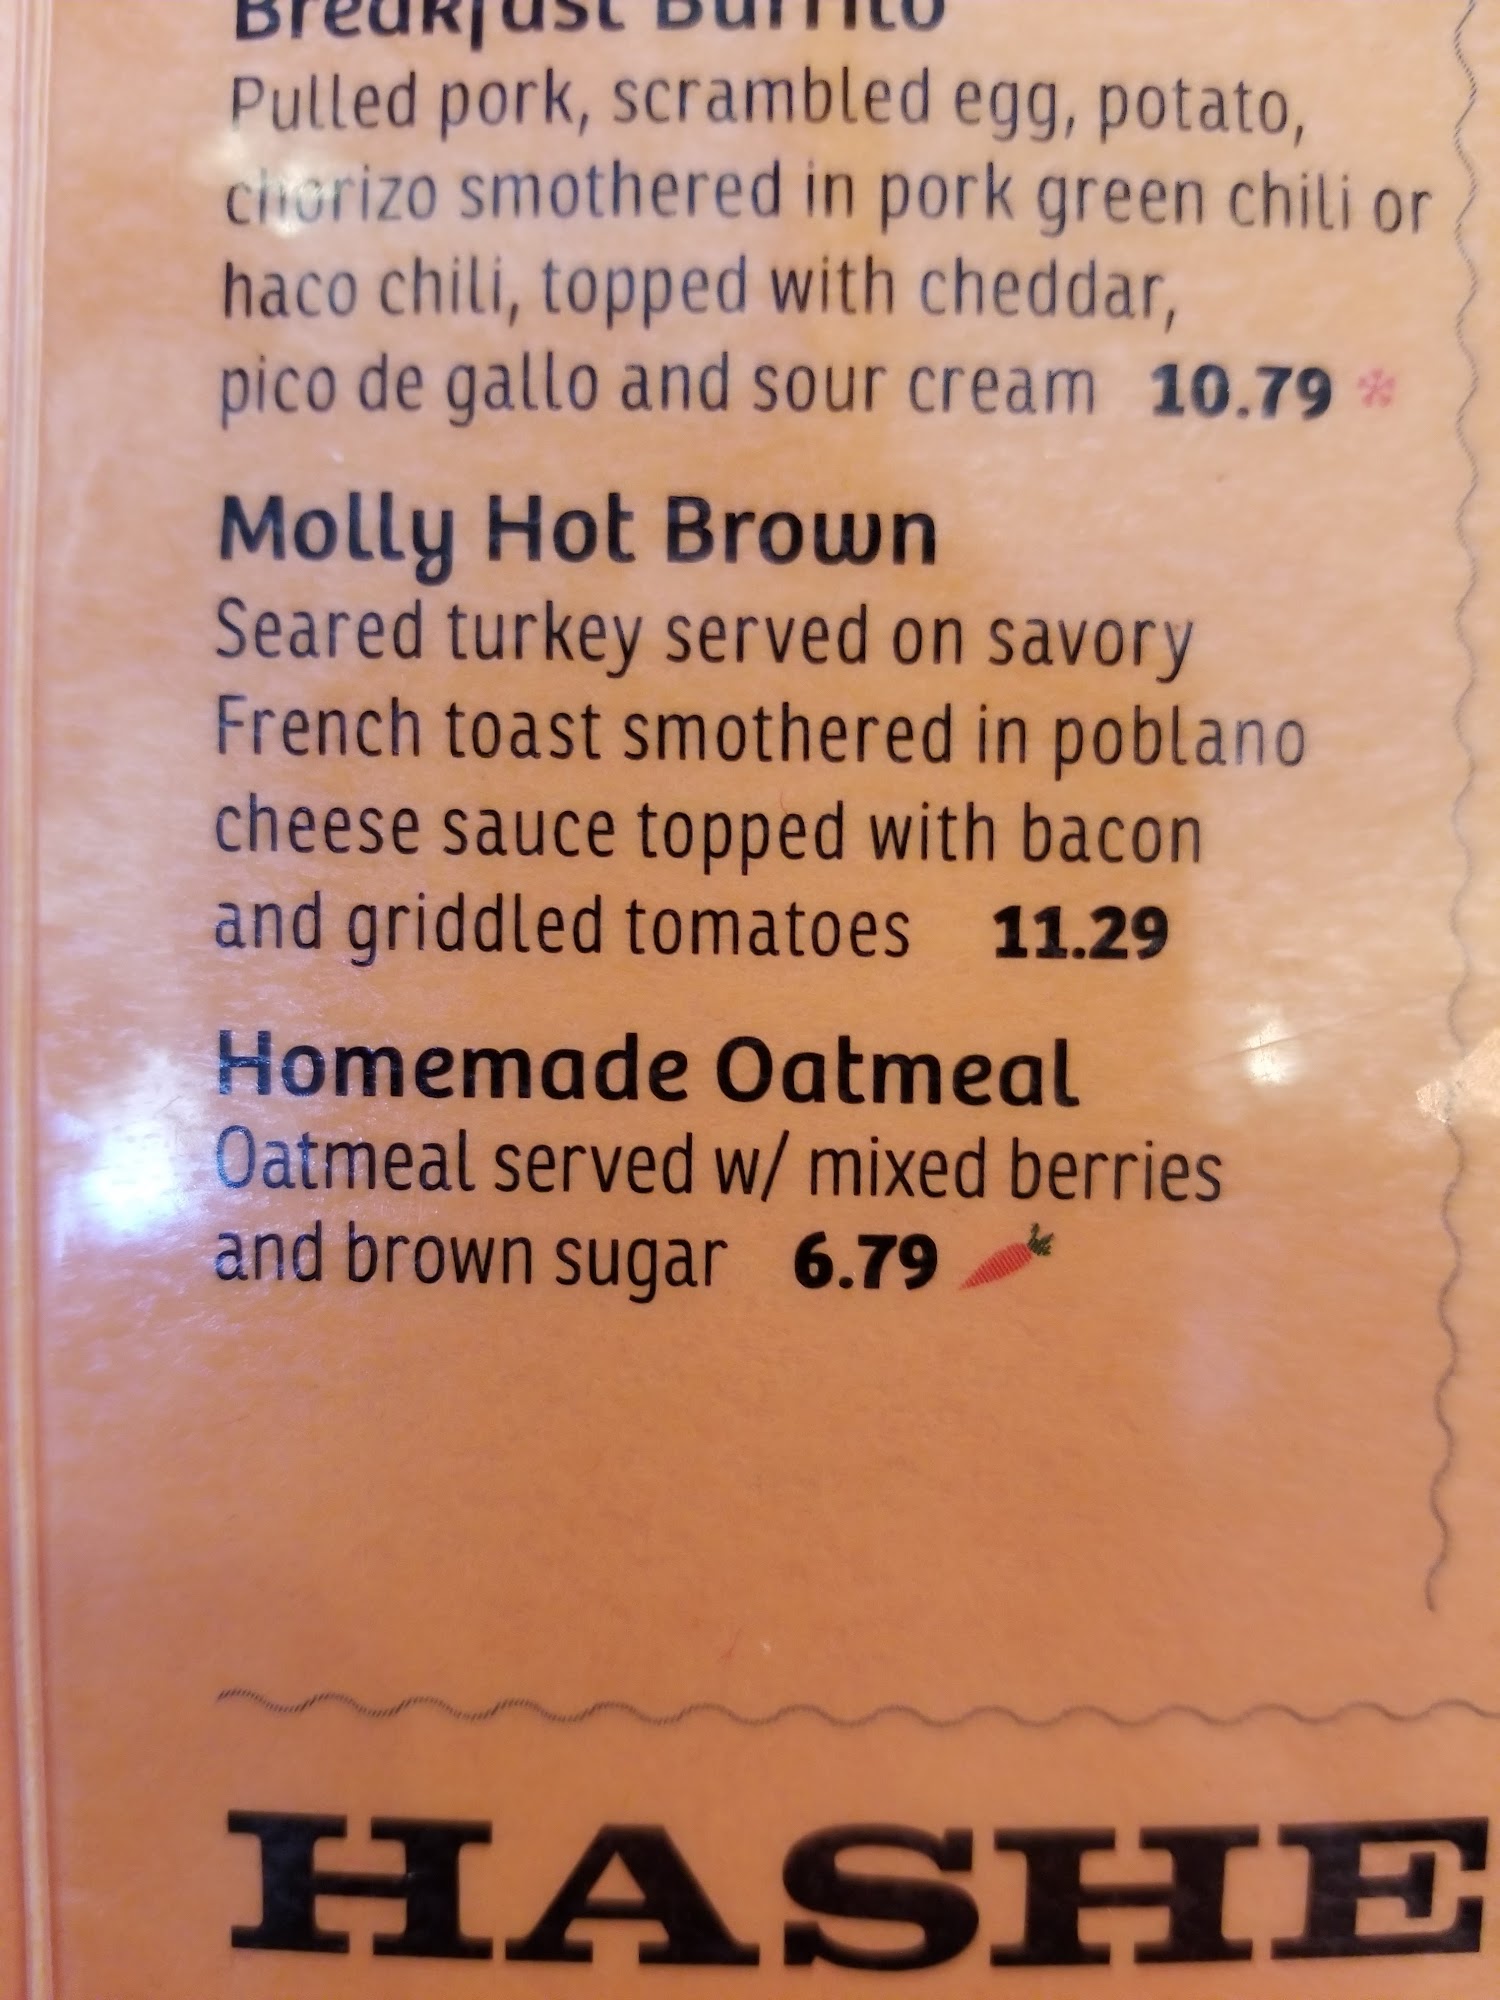 Breakfast Burrito
Pulled pork, scrambled egg, potato,
chorizo smothered in pork green chili or
haco chili, topped with cheddar,
pico de gallo and sour cream 10.79 *
Molly Hot Brown
Seared turkey served on savory
French toast smothered in poblano
cheese sauce topped with bacon
and griddled tomatoes 11.29
Homemade Oatmeal
Oatmeal served w/ mixed berries
and brown sugar 6.79
HASHE